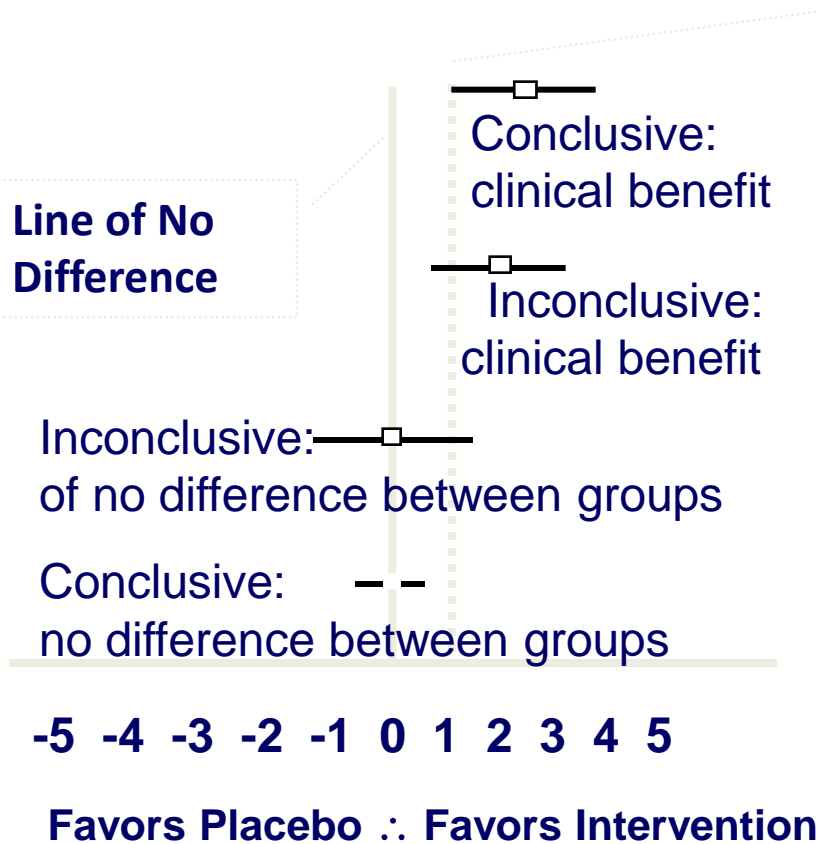 Conclusive:
clinical benefit
Line of No
Difference
Inconclusive:
clinical benefit
Inconclusive:
of no difference between groups
Conclusive:
no difference between groups
-5 -4 -3 -2 -1 0 1 2 3 4 5
Favors Placebo ∴ Favors Intervention